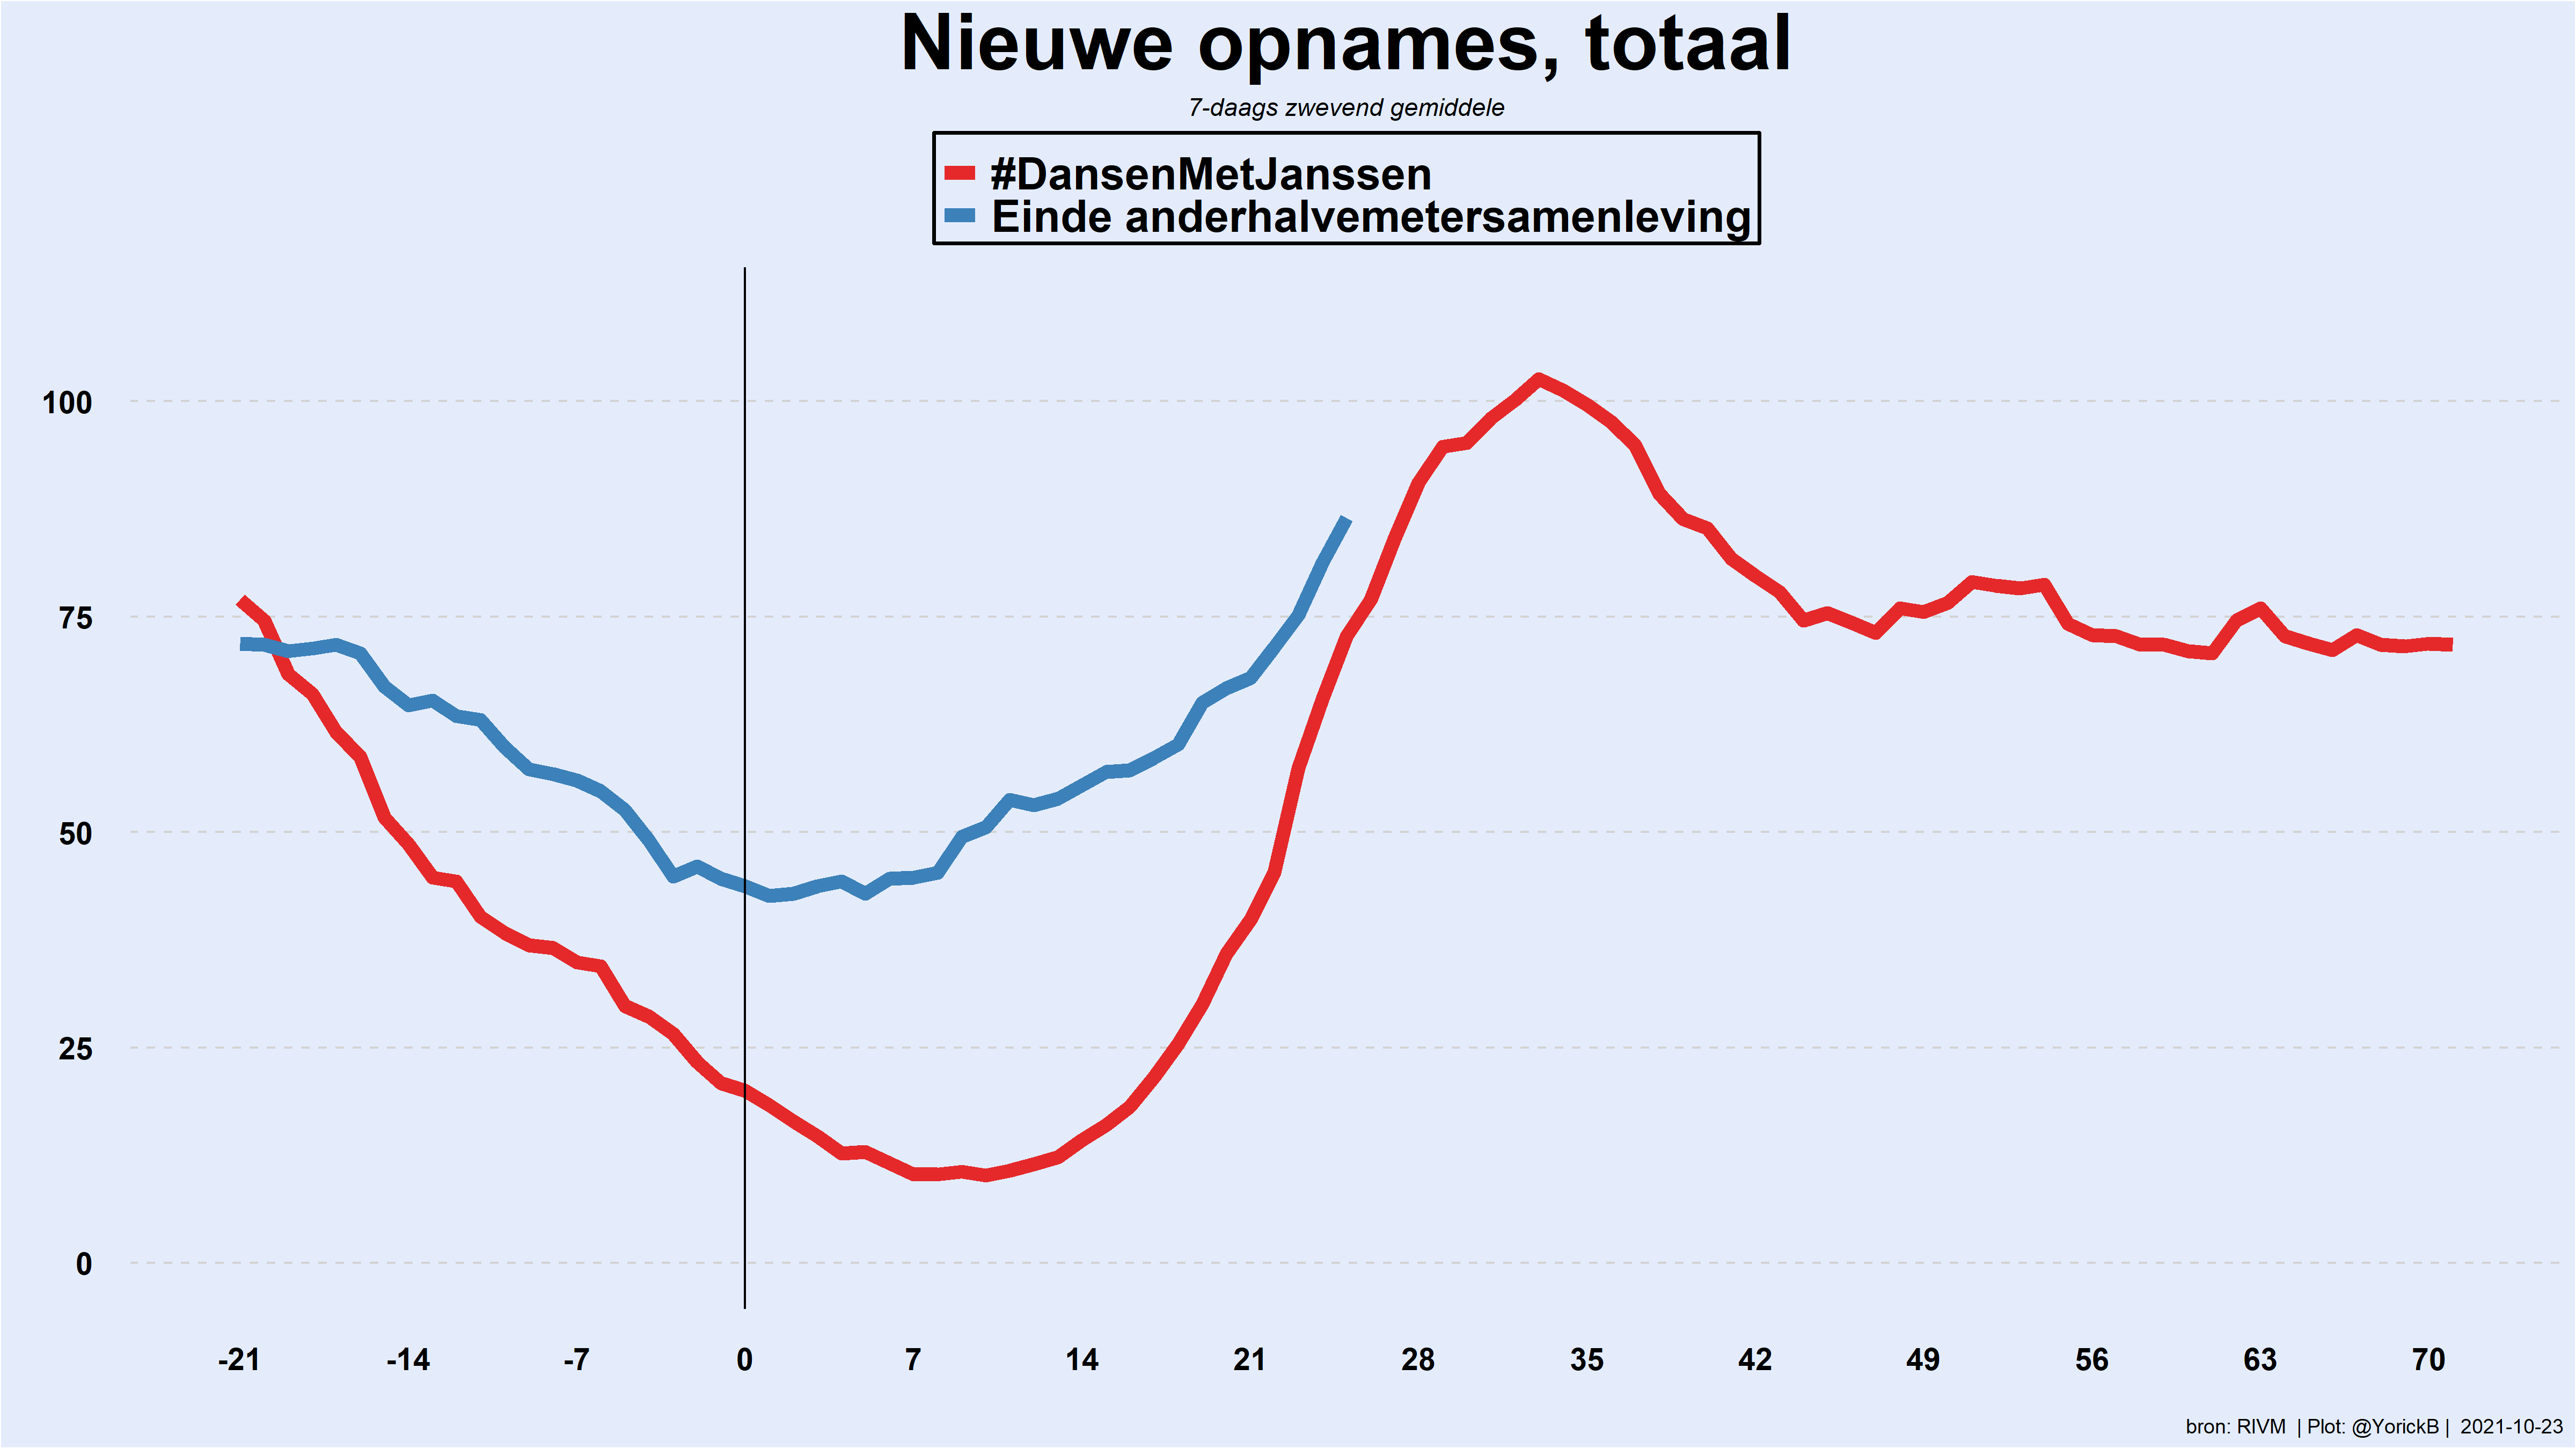 Nieuwe opnames, totaal
7-daags zwevend gemiddele
#DansenMetJanssen
Einde anderhalvemetersamenleving
100
75
50
25
0
-21 -14 -7 0 7 14 21 28 35 42 49 56 63 70
bron: RIVM | Plot: @YorickB | 2021-10-23